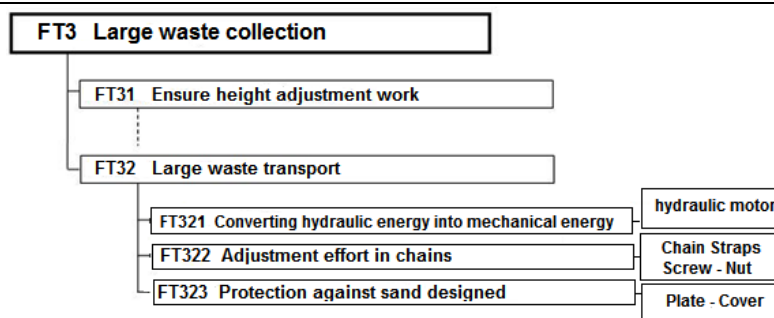 FT3 Large waste collection
FT31 Ensure height adjustment work
FT32 Large waste transport
FT321 Converting hydraulic energy into mechanical energy
hydraulic motor
FT322 Adjustment effort in chains
Chain Straps
Screw - Nut
FT323 Protection against sand designed
Plate - Cover